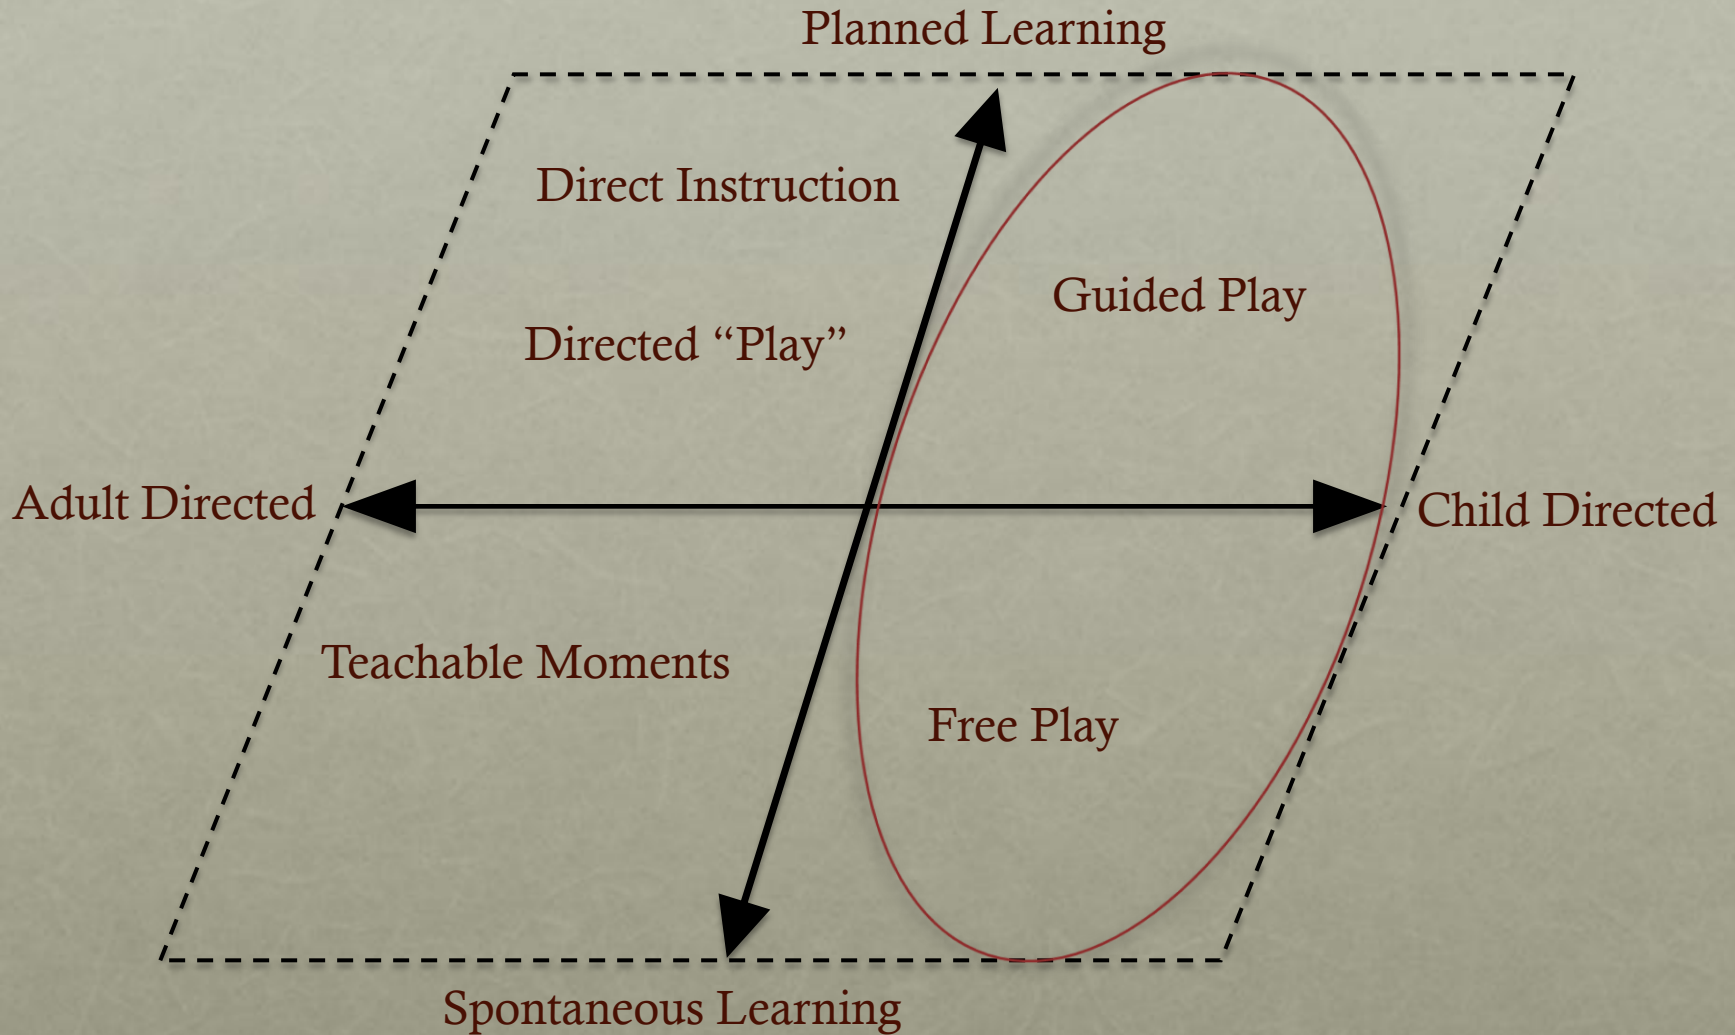 Planned Learning
Direct Instruction
Guided Play
Directed “Play”
Adult Directed
Child Directed
Teachable Moments
Free Play
Spontaneous Learning